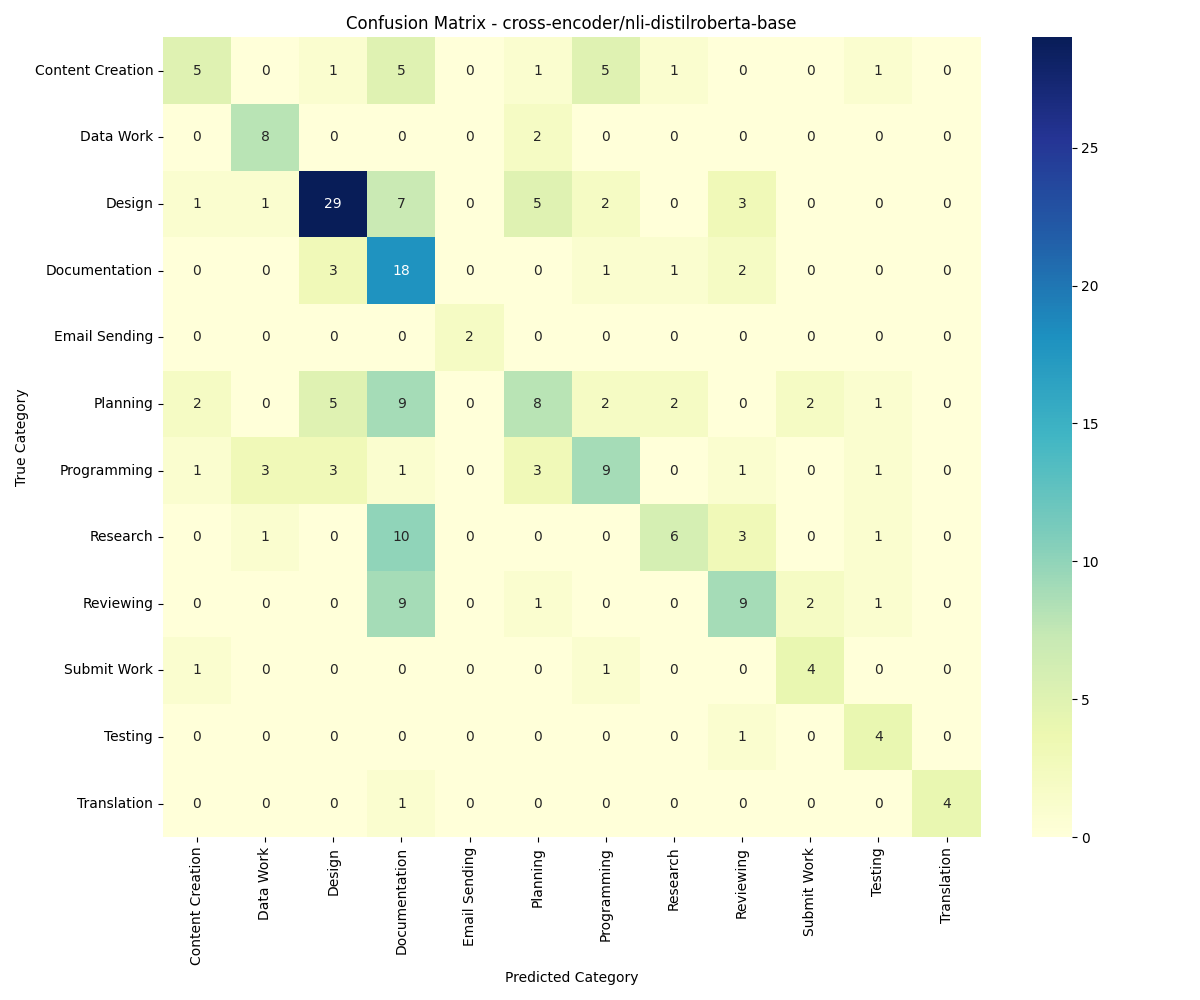 Confusion Matrix - cross-encoder/nli-distilroberta-base
Content Creation 5 0 1 5 0 1 5 1 0 0 1 0
Data Work 0 8 0 0 0 2 0 0 0 0 0 0
Design 1 1 29 7 0 5 2 0 3 0 0 0
Documentation 0 0 3 18 0 0 1 1 2 0 0 0
Email Sending 0 0 0 0 2 0 0 0 0 0 0 0
Planning 2 0 5 9 0 8 2 2 0 2 1 0
Programming 1 3 3 1 0 3 9 0 1 0 1 0
Research 0 1 0 10 0 0 0 6 3 0 1 0
Reviewing 0 0 0 9 0 1 0 0 9 2 1 0
Submit Work 1 0 0 0 0 0 1 0 0 4 0 0
Testing 0 0 0 0 0 0 0 0 1 0 4 0
Translation 0 0 0 1 0 0 0 0 0 0 0 4
True Category
Content Creation
Data Work
Design
Documentation
Email Sending
Planning
Programming
Research
Reviewing
Submit Work
Testing
Translation
Predicted Category
25
20
15
10
5
0